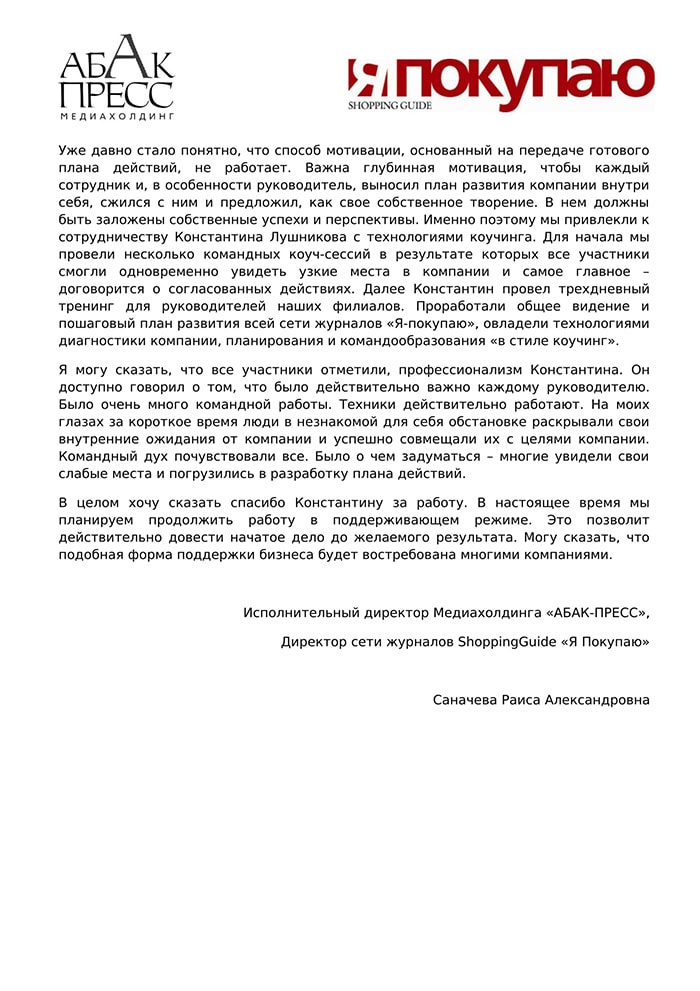 АБАК
ПРЕСС
МЕДИАХОЛДИНГ
Я ПОКУПАЮ
SHOPPING GUIDE
Уже давно стало понятно, что способ мотивации, основанный на передаче готового
плана действий, не работает. Важна глубинная мотивация, чтобы каждый
сотрудник и, в особенности руководитель, выносил план развития компании внутри
себя, сжился с ним и предложил, как свое собственное творение. В нем должны
быть заложены собственные успехи и перспективы. Именно поэтому мы привлекли к
сотрудничеству Константина Лушникова с технологиями коучинга. Для начала мы
провели несколько командных коуч-сессий в результате которых все участники
смогли одновременно увидеть узкие места в компании и самое главное –
договорится о согласованных действиях. Далее Константин провел трехдневный
тренинг для руководителей наших филиалов. Проработали общее видение и
пошаговый план развития всей сети журналов «Я-покупаю», овладели технологиями
диагностики компании, планирования и командообразования «в стиле коучинг».
Я могу сказать, что все участники отметили, профессионализм Константина. Он
доступно говорил о том, что было действительно важно каждому руководителю.
Было очень много командной работы. Техники действительно работают. На моих
глазах за короткое время люди в незнакомой для себя обстановке раскрывали свои
внутренние ожидания от компании и успешно совмещали их с целями компании.
Командный дух почувствовали все. Было о чем задуматься – многие увидели свои
слабые места и погрузились в разработку плана действий.
В целом хочу сказать спасибо Константину за работу. В настоящее время мы
планируем продолжить работу в поддерживающем режиме. Это позволит
действительно довести начатое дело до желаемого результата. Могу сказать, что
подобная форма поддержки бизнеса будет востребована многими компаниями.
Исполнительный директор Медиахолдинга «АБАК-ПРЕСС»,
Директор сети журналов ShoppingGuide «Я Покупаю»
Саначева Раиса Александровна